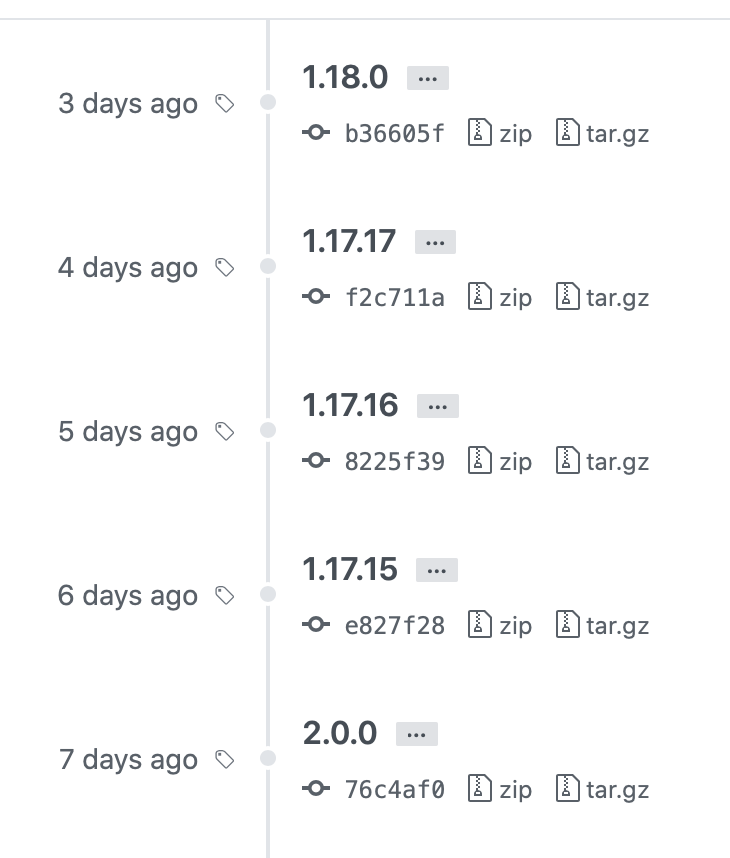 1.18.0 ...
3 days ago
b36605f zip tar.gz
1.17.17 ...
4 days ago
f2c711a zip tar.gz
1.17.16 ...
5 days ago
8225f39 zip tar.gz
1.17.15 ...
6 days ago
e827f28 zip tar.gz
2.0.0 ...
7 days ago
76c4af0 zip tar.gz